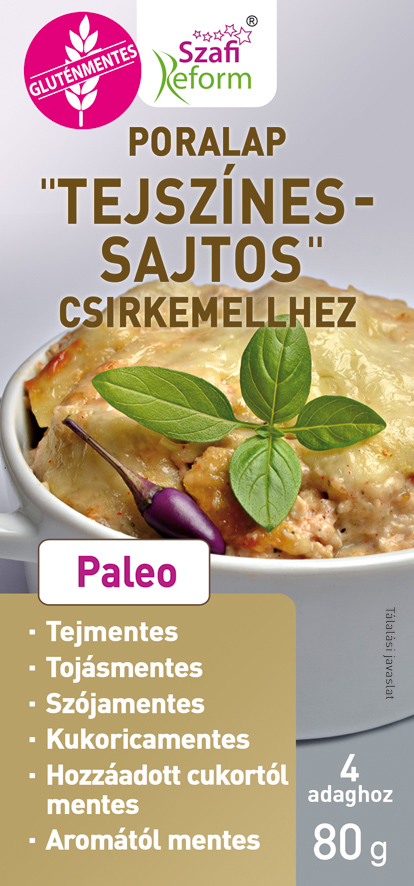 GLUTÉNMENTES
Szafi
Reform
®
PORALAP
"TEJSZÍNES-
SAJTOS"
CSIRKEMELLHEZ
Paleo
· Tejmentes
· Tojásmentes
· Szójamentes
· Kukoricamentes
· Hozzáadott cukortól
mentes
· Aromától mentes
Tálalási javaslat
4
adaghoz
80 g